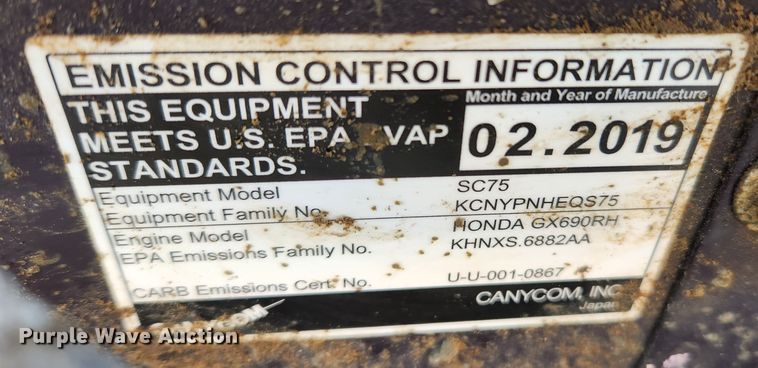 EMISSION CONTROL INFORMATION
THIS EQUIPMENT
MEETS U.S. EPA EVAP
STANDARDS.
Month and Year of Manufacture
02.2019
Equipment Model SC75
Equipment Family No. KCNYPNHEQS75
Engine Model HONDA GX690RH
EPA Emissions Family No. KHNXS.6882AA
CARB Emissions Cert. No. U-U-001-0867
CANYCOM, INC
Japan
Purple Wave Auction